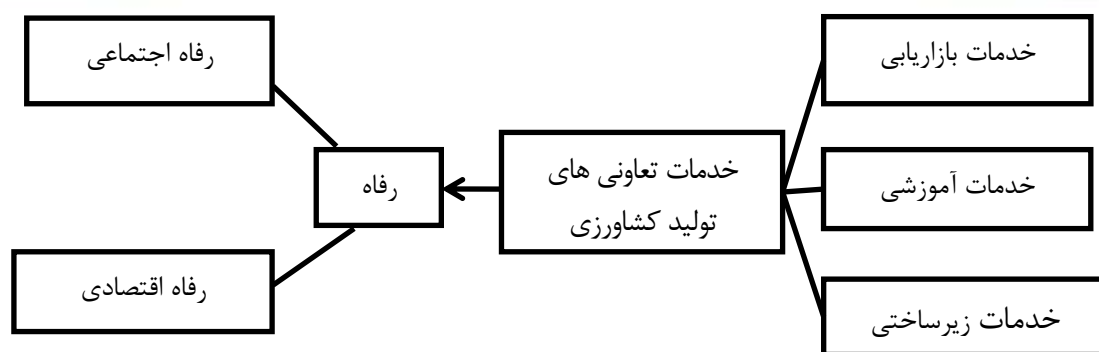 خدمات بازاریابی
رفاه اجتماعی
خدمات تعاونی های
تولید کشاورزی
خدمات آموزشی
رفاه
خدمات زیرساختی
رفاه اقتصادی